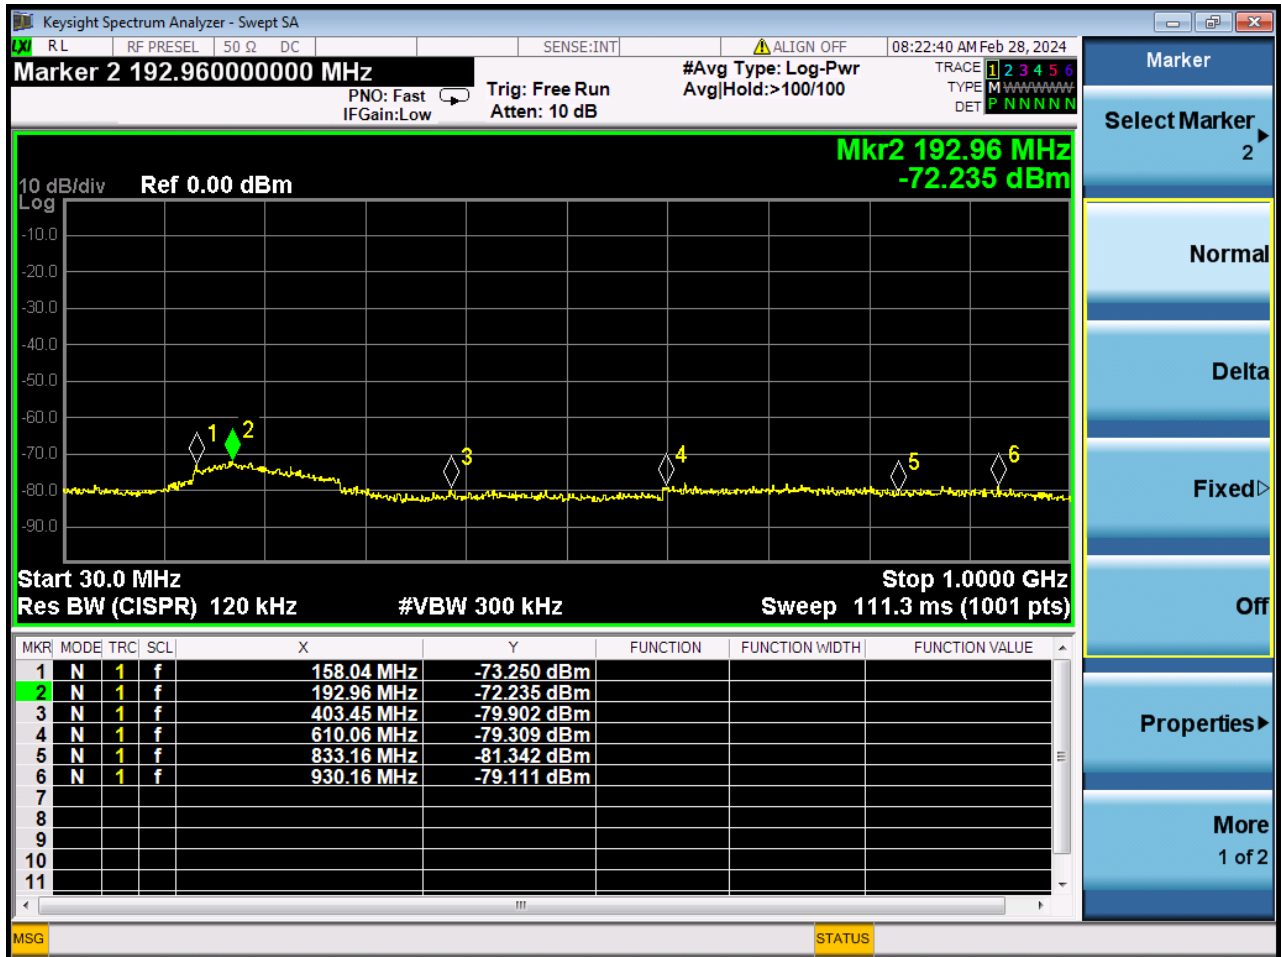 Keysight Spectrum Analyzer - Swept SA
LXI RL RF PRESEL 50 Ω DC SENSE:INT ALIGN OFF 08:22:40 AM Feb 28, 2024
Marker 2 192.960000000 MHz
PNO: Fast
IFGain:Low
Trig: Free Run
Atten: 10 dB
#Avg Type: Log-Pwr
Avg|Hold:>100/100
TRACE 1 2 3 4 5 6
TYPE M WWWWW
DET P N N N N N
Mkr2 192.96 MHz
-72.235 dBm
10 dB/div Ref 0.00 dBm
Log
-10.0
-20.0
-30.0
-40.0
-50.0
-60.0
-70.0
-80.0
-90.0
1 2 3 4 5 6
Start 30.0 MHz Stop 1.0000 GHz
Res BW (CISPR) 120 kHz #VBW 300 kHz Sweep 111.3 ms (1001 pts)
MKR MODE TRC SCL X Y FUNCTION FUNCTION WIDTH FUNCTION VALUE
1 N 1 f 158.04 MHz -73.250 dBm
2 N 1 f 192.96 MHz -72.235 dBm
3 N 1 f 403.45 MHz -79.902 dBm
4 N 1 f 610.06 MHz -79.309 dBm
5 N 1 f 833.16 MHz -81.342 dBm
6 N 1 f 930.16 MHz -79.111 dBm
7
8
9
10
11
MSG STATUS
Marker
Select Marker
2
Normal
Delta
Fixed
Off
Properties
More
1 of 2